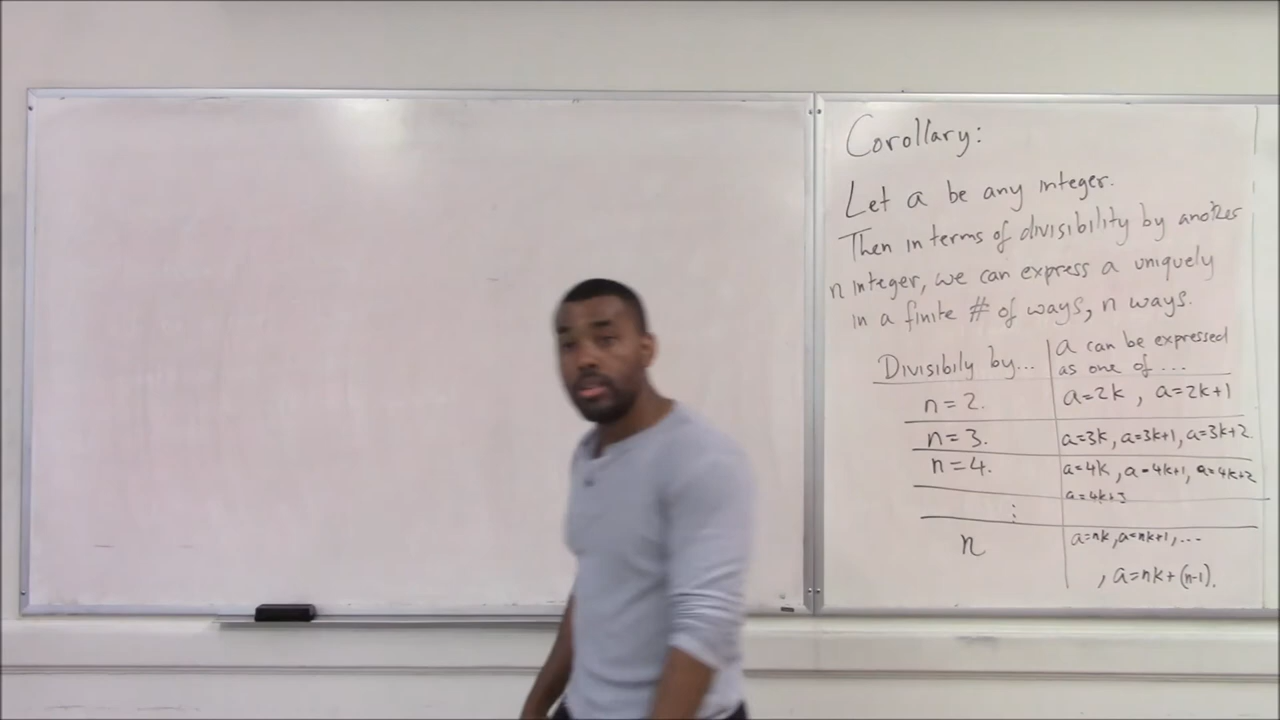 Corollary:
Let a be any integer.
Then in terms of divisibility by another
n integer, we can express a uniquely
in a finite # of ways, n ways.
Divisibily by... a can be expressed
as one of ...
n=2. a=2k, a=2k+1
n=3. a=3k, a=3k+1, a=3k+2.
n=4. a=4k, a=4k+1, a=4k+2
a=4k+3
⋮
n a=nk, a=nk+1, ...
, a=nk+(n-1).